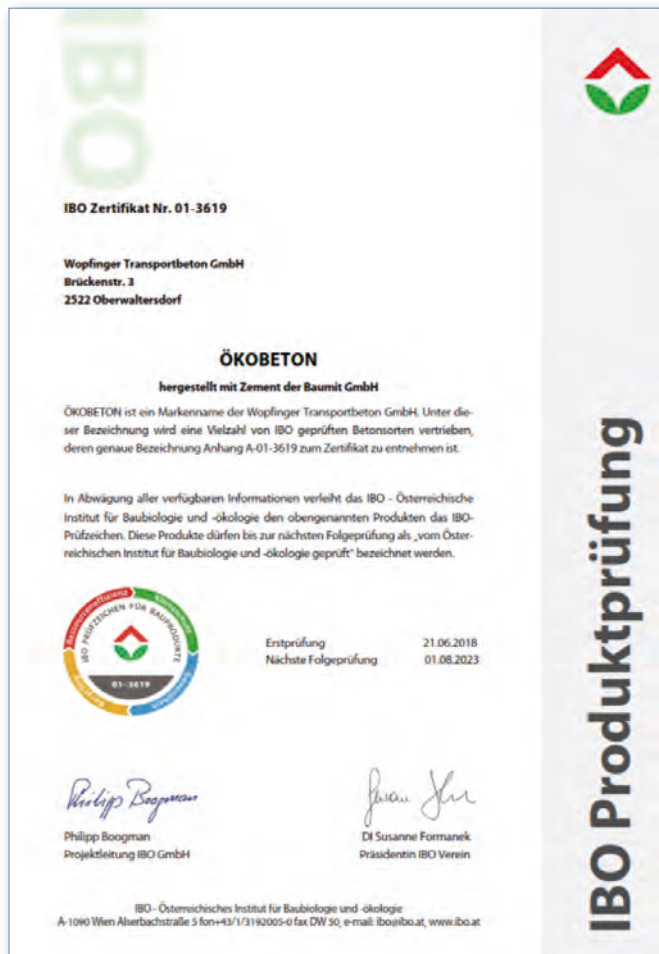 IBO
IBO Zertifikat Nr. 01-3619
Wopfinger Transportbeton GmbH
Brückenstr. 3
2522 Oberwaltersdorf
ÖKOBETON
hergestellt mit Zement der Baumit GmbH
ÖKOBETON ist ein Markenname der Wopfinger Transportbeton GmbH. Unter die-
ser Bezeichnung wird eine Vielzahl von IBO geprüften Betonsorten vertrieben,
deren genaue Bezeichnung Anhang A-01-3619 zum Zertifikat zu entnehmen ist.
In Abwägung aller verfügbaren Informationen verleiht das IBO - Österreichische
Institut für Baubiologie und -ökologie den obengenannten Produkten das IBO-
Prüfzeichen. Diese Produkte dürfen bis zur nächsten Folgeprüfung als „vom Öster-
reichischen Institut für Baubiologie und -ökologie geprüft" bezeichnet werden.
Ressourceneffizienz
Klimaschutz
IBO PRÜFZEICHEN FÜR BAUPRODUKTE
01-3619
Erstprüfung 21.06.2018
Nächste Folgeprüfung 01.08.2023
Philipp Boogman
Philipp Boogman
Projektleitung IBO GmbH
DI Susanne Formanek
Präsidentin IBO Verein
IBO - Österreichisches Institut für Baubiologie und -ökologie
A-1090 Wien Alserbachstraße 5 fon+43/1/3192005-0 fax DW 50, e-mail: ibo@ibo.at, www.ibo.at
IBO Produktprüfung